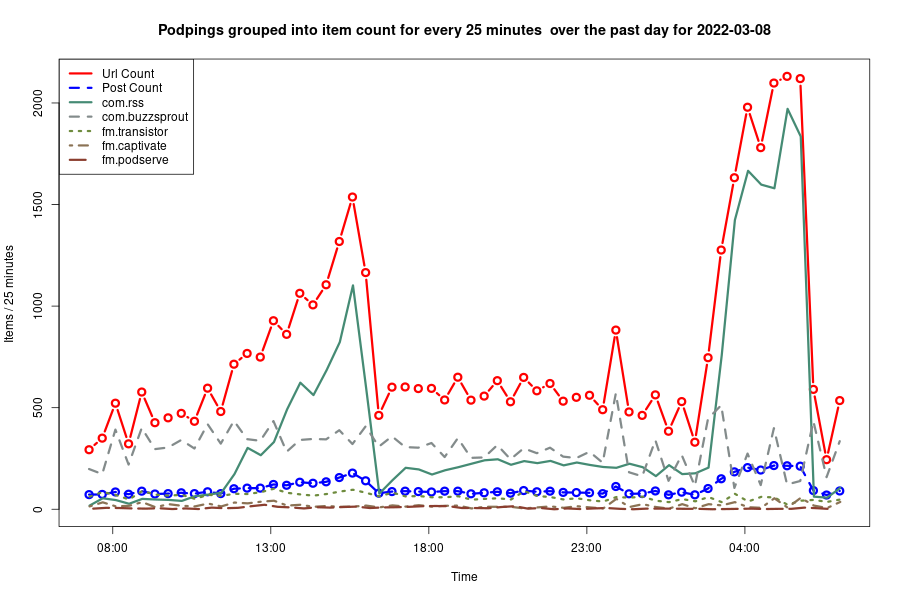 Podpings grouped into item count for every 25 minutes  over the past day for 2022-03-08
Url Count
Post Count
com.rss
com.buzzsprout
fm.transistor
fm.captivate
fm.podserve
Items / 25 minutes
2000
1500
1000
500
0
08:00 13:00 18:00 23:00 04:00
Time